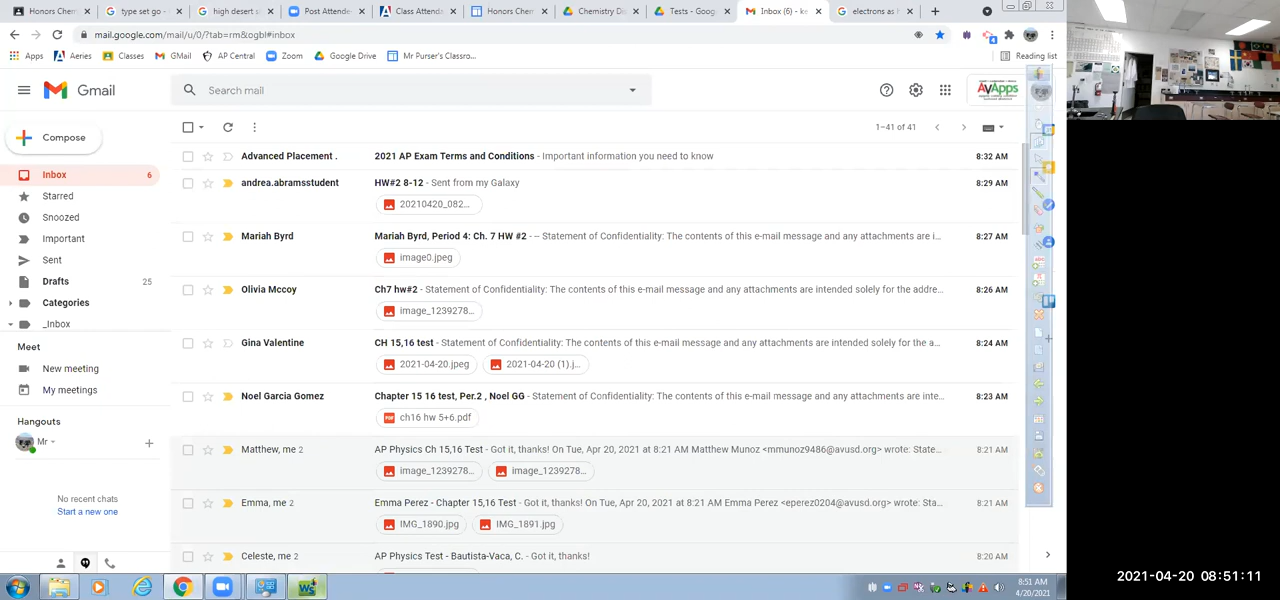 Honors Chem
type set go -
high desert s
Post Attende
Class Attenda
Honors Chem
Chemistry Di
Tests - Goog
Inbox (6) - ke
electrons as
mail.google.com/mail/u/0/?tab=rm&ogbl#inbox
Apps
Aeries
Classes
GMail
AP Central
Zoom
Google Drive
Mr Purser's Classro...
Reading list
Gmail
Search mail
AVApps
Compose
1–41 of 41
Inbox 6
Starred
Snoozed
Important
Sent
Drafts 25
Categories
_Inbox
Meet
New meeting
My meetings
Hangouts
Mr
No recent chats
Start a new one
Advanced Placement . 2021 AP Exam Terms and Conditions - Important information you need to know 8:32 AM
andrea.abramsstudent HW#2 8-12 - Sent from my Galaxy 8:29 AM
20210420_082...
Mariah Byrd Mariah Byrd, Period 4: Ch. 7 HW #2 - -- Statement of Confidentiality: The contents of this e-mail message and any attachments are i... 8:27 AM
image0.jpeg
Olivia Mccoy Ch7 hw#2 - Statement of Confidentiality: The contents of this e-mail message and any attachments are intended solely for the addre... 8:26 AM
image_1239278...
Gina Valentine CH 15,16 test - Statement of Confidentiality: The contents of this e-mail message and any attachments are intended solely for the a... 8:24 AM
2021-04-20.jpeg 2021-04-20 (1).j...
Noel Garcia Gomez Chapter 15 16 test, Per.2 , Noel GG - Statement of Confidentiality: The contents of this e-mail message and any attachments are inte... 8:23 AM
ch16 hw 5+6.pdf
Matthew, me 2 AP Physics Ch 15,16 Test - Got it, thanks! On Tue, Apr 20, 2021 at 8:21 AM Matthew Munoz <mmunoz9486@avusd.org> wrote: State... 8:21 AM
image_1239278... image_1239278...
Emma, me 2 Emma Perez - Chapter 15,16 Test - Got it, thanks! On Tue, Apr 20, 2021 at 8:21 AM Emma Perez <eperez0204@avusd.org> wrote: Sta... 8:21 AM
IMG_1890.jpg IMG_1891.jpg
Celeste, me 2 AP Physics Test - Bautista-Vaca, C. - Got it, thanks! 8:20 AM
8:51 AM
4/20/2021
2021-04-20 08:51:11